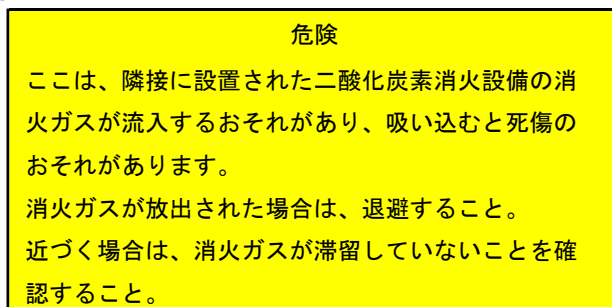 危険
ここは、隣接に設置された二酸化炭素消火設備の消
火ガスが流入するおそれがあり、吸い込むと死傷の
おそれがあります。
消火ガスが放出された場合は、退避すること。
近づく場合は、消火ガスが滞留していないことを確
認すること。